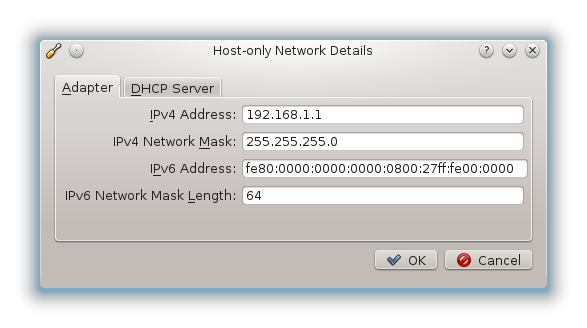 Host-only Network Details
Adapter DHCP Server
IPv4 Address: 192.168.1.1
IPv4 Network Mask: 255.255.255.0
IPv6 Address: fe80:0000:0000:0000:0800:27ff:fe00:0000
IPv6 Network Mask Length: 64
OK Cancel